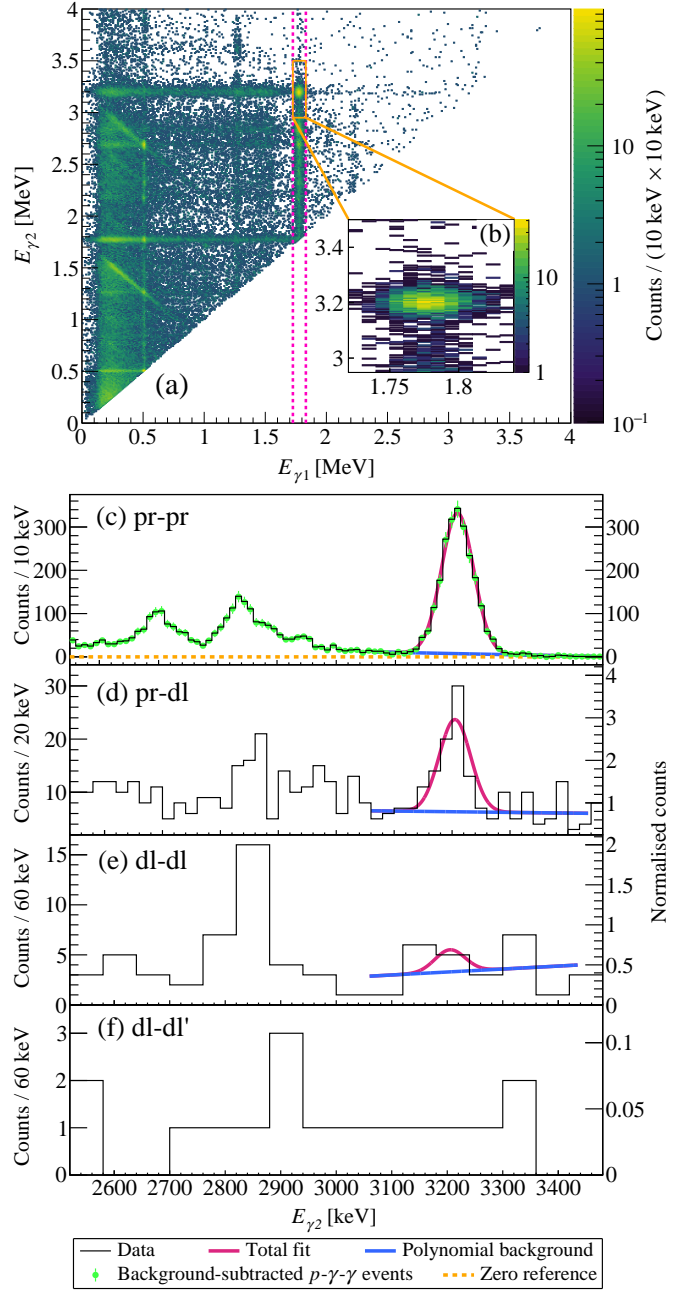 4
3.5
3
2.5
2
1.5
1
0.5
0
E_γ2 [MeV]
(a)
(b)
3.4
3.2
3
1.75 1.8
10
1
0 0.5 1 1.5 2 2.5 3 3.5 4
E_γ1 [MeV]
10
1
10⁻¹
Counts / (10 keV × 10 keV)
(c) pr-pr
300
200
100
0
Counts / 10 keV
300
200
100
0
(d) pr-dl
30
20
10
Counts / 20 keV
4
3
2
1
Normalised counts
(e) dl-dl
15
10
5
0
Counts / 60 keV
2
1.5
1
0.5
0
(f) dl-dl'
3
2
1
0
Counts / 60 keV
0.1
0.05
0
2600 2700 2800 2900 3000 3100 3200 3300 3400
E_γ2 [keV]
Data Total fit Polynomial background
Background-subtracted p-γ-γ events Zero reference